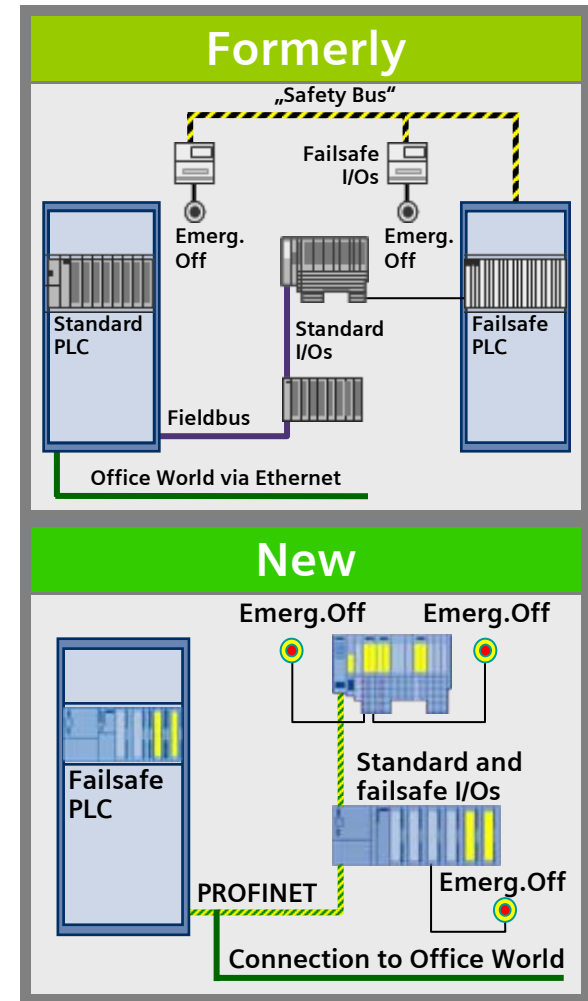 Formerly
„Safety Bus“
Failsafe
I/Os
Emerg.
Off
Emerg.
Off
Standard
PLC
Standard
I/Os
Failsafe
PLC
Fieldbus
Office World via Ethernet
New
Emerg.Off
Emerg.Off
Failsafe
PLC
Standard and
failsafe I/Os
Emerg.Off
PROFINET
Connection to Office World